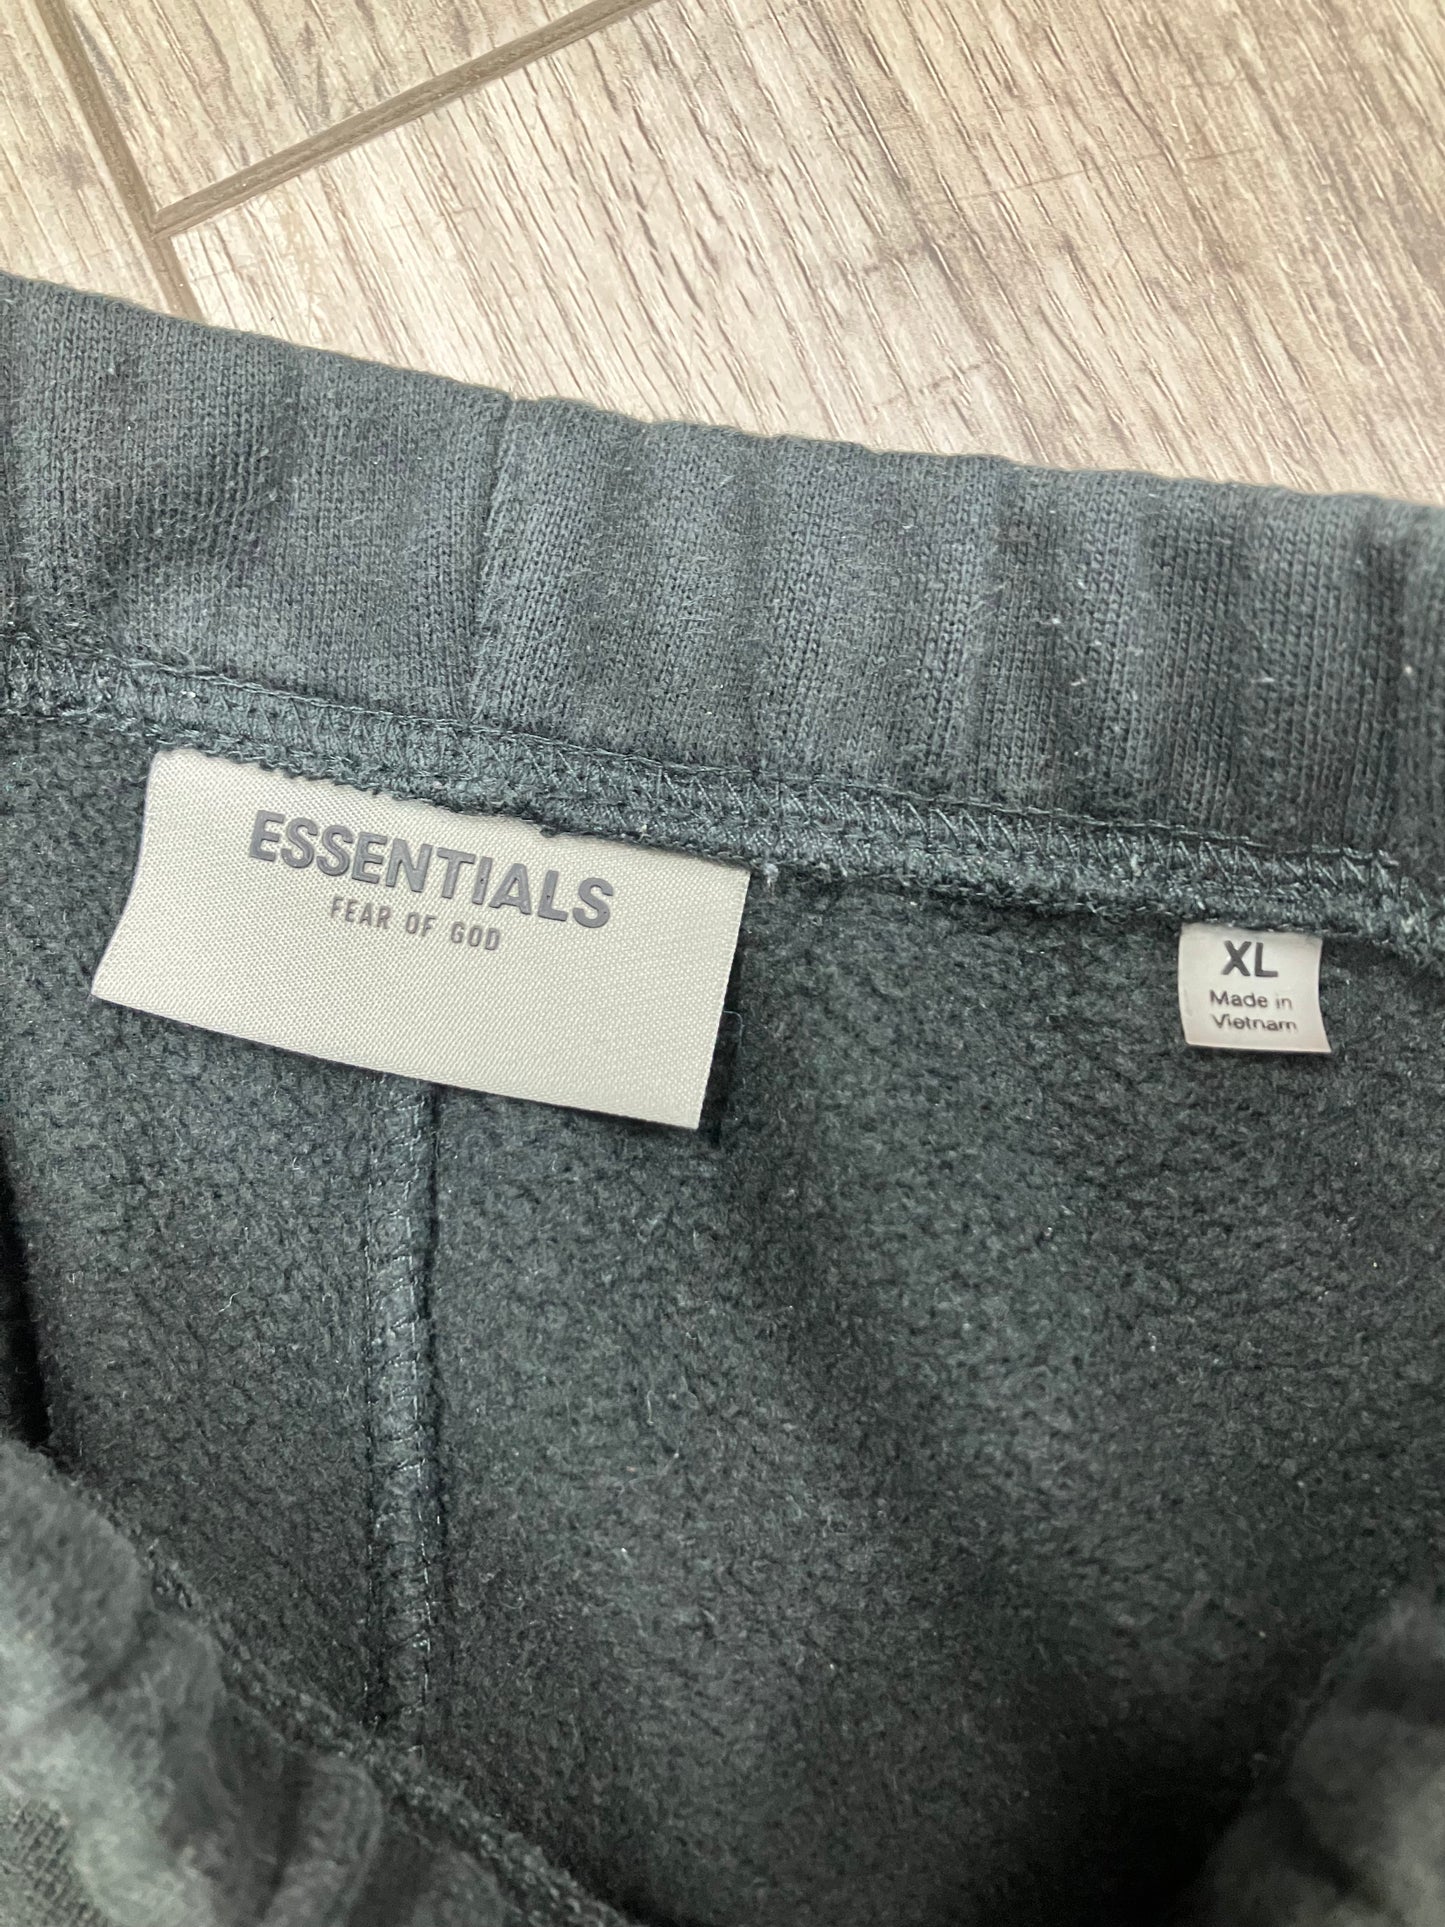 ESSENTIALS
FEAR OF GOD
XL
Made in
Vietnam